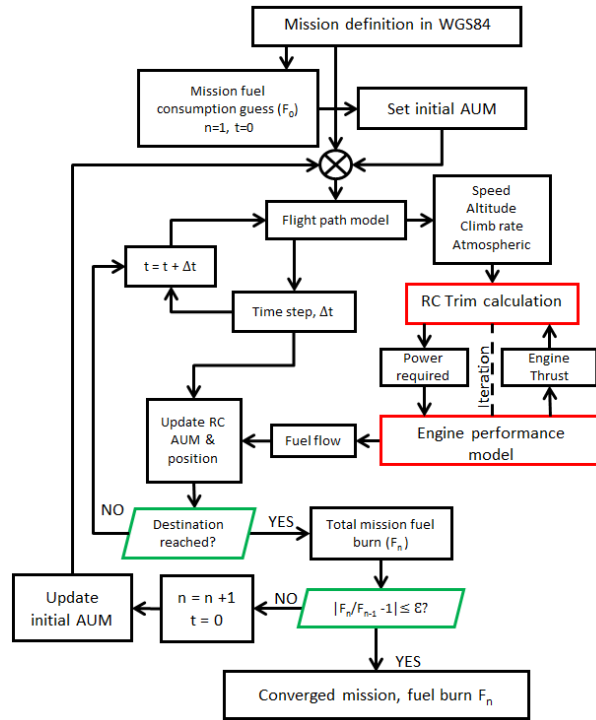 Mission definition in WGS84
Mission fuel
consumption guess (F₀)
n=1, t=0
Set initial AUM
Speed
Altitude
Climb rate
Atmospheric
Flight path model
t = t + Δt
Time step, Δt
RC Trim calculation
Power
required
Iteration
Engine
Thrust
Update RC
AUM &
position
Fuel flow
Engine performance
model
NO
Destination
reached?
YES
Total mission fuel
burn (Fₙ)
Update
initial AUM
n = n +1
t = 0
NO
|Fₙ/Fₙ₋₁ -1| ≤ Ɛ?
YES
Converged mission, fuel burn Fₙ